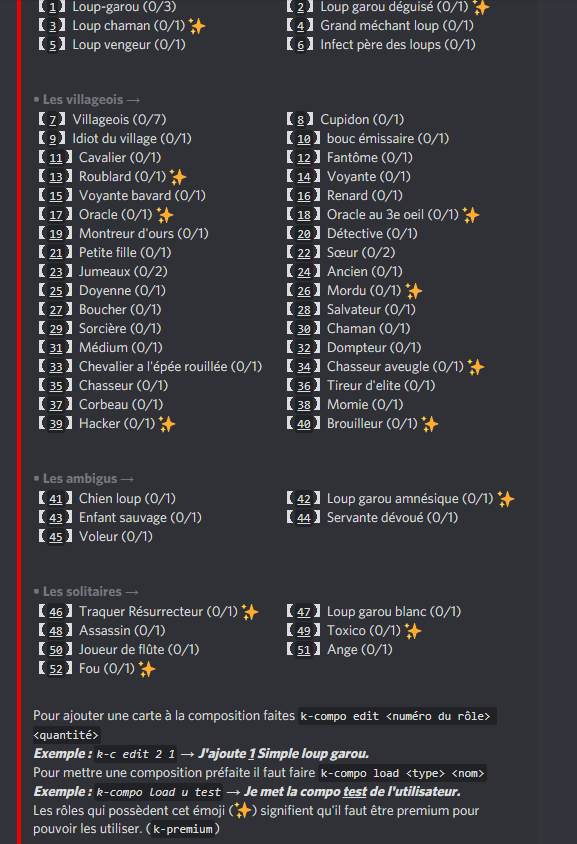 【 1 】 Loup-garou (0/3) 【 2 】 Loup garou déguisé (0/1) ✨
【 3 】 Loup chaman (0/1) ✨ 【 4 】 Grand méchant loup (0/1)
【 5 】 Loup vengeur (0/1) 【 6 】 Infect père des loups (0/1)
• Les villageois →
【 7 】 Villageois (0/7) 【 8 】 Cupidon (0/1)
【 9 】 Idiot du village (0/1) 【 10 】 bouc émissaire (0/1)
【 11 】 Cavalier (0/1) 【 12 】 Fantôme (0/1)
【 13 】 Roublard (0/1) ✨ 【 14 】 Voyante (0/1)
【 15 】 Voyante bavard (0/1) 【 16 】 Renard (0/1)
【 17 】 Oracle (0/1) ✨ 【 18 】 Oracle au 3e oeil (0/1) ✨
【 19 】 Montreur d'ours (0/1) 【 20 】 Détective (0/1)
【 21 】 Petite fille (0/1) 【 22 】 Sœur (0/2)
【 23 】 Jumeaux (0/2) 【 24 】 Ancien (0/1)
【 25 】 Doyenne (0/1) 【 26 】 Mordu (0/1) ✨
【 27 】 Boucher (0/1) 【 28 】 Salvateur (0/1)
【 29 】 Sorcière (0/1) 【 30 】 Chaman (0/1)
【 31 】 Médium (0/1) 【 32 】 Dompteur (0/1)
【 33 】 Chevalier a l'épée rouillée (0/1) 【 34 】 Chasseur aveugle (0/1) ✨
【 35 】 Chasseur (0/1) 【 36 】 Tireur d'elite (0/1)
【 37 】 Corbeau (0/1) 【 38 】 Momie (0/1)
【 39 】 Hacker (0/1) ✨ 【 40 】 Brouilleur (0/1) ✨
• Les ambigus →
【 41 】 Chien loup (0/1) 【 42 】 Loup garou amnésique (0/1) ✨
【 43 】 Enfant sauvage (0/1) 【 44 】 Servante dévoué (0/1)
【 45 】 Voleur (0/1)
• Les solitaires →
【 46 】 Traquer Résurrecteur (0/1) ✨ 【 47 】 Loup garou blanc (0/1)
【 48 】 Assassin (0/1) 【 49 】 Toxico (0/1) ✨
【 50 】 Joueur de flûte (0/1) 【 51 】 Ange (0/1)
【 52 】 Fou (0/1) ✨
Pour ajouter une carte à la composition faites k-compo edit <numéro du rôle>
<quantité>
Exemple : k-c edit 2 1 → J'ajoute 1 Simple loup garou.
Pour mettre une composition préfaite il faut faire k-compo load <type> <nom>
Exemple : k-compo load u test → Je met la compo test de l'utilisateur.
Les rôles qui possèdent cet émoji (✨) signifient qu'il faut être premium pour
pouvoir les utiliser. (k-premium)